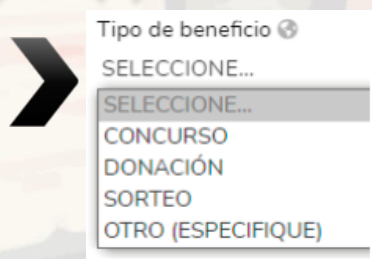 Tipo de beneficio
SELECCIONE...
SELECCIONE...
CONCURSO
DONACIÓN
SORTEO
OTRO (ESPECIFIQUE)